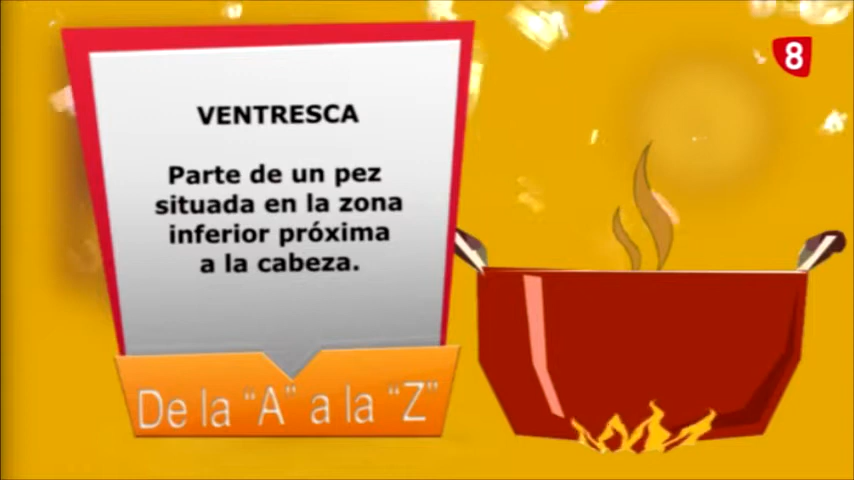 8
VENTRESCA
Parte de un pez
situada en la zona
inferior próxima
a la cabeza.
De la "A" a la "Z"